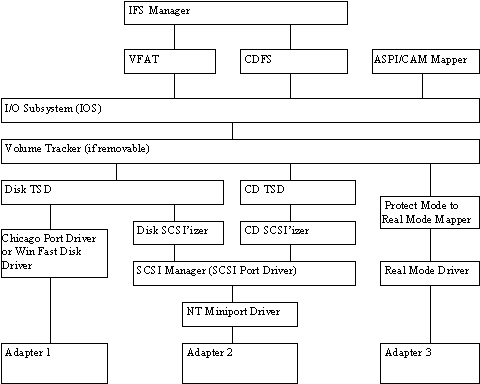 IFS Manager
VFAT
CDFS
ASPI/CAM Mapper
I/O Subsystem (IOS)
Volume Tracker (if removable)
Disk TSD
CD TSD
Protect Mode to
Real Mode Mapper
Chicago Port Driver
or Win Fast Disk
Driver
Disk SCSI'izer
CD SCSI'izer
SCSI Manager (SCSI Port Driver)
Real Mode Driver
NT Miniport Driver
Adapter 1
Adapter 2
Adapter 3